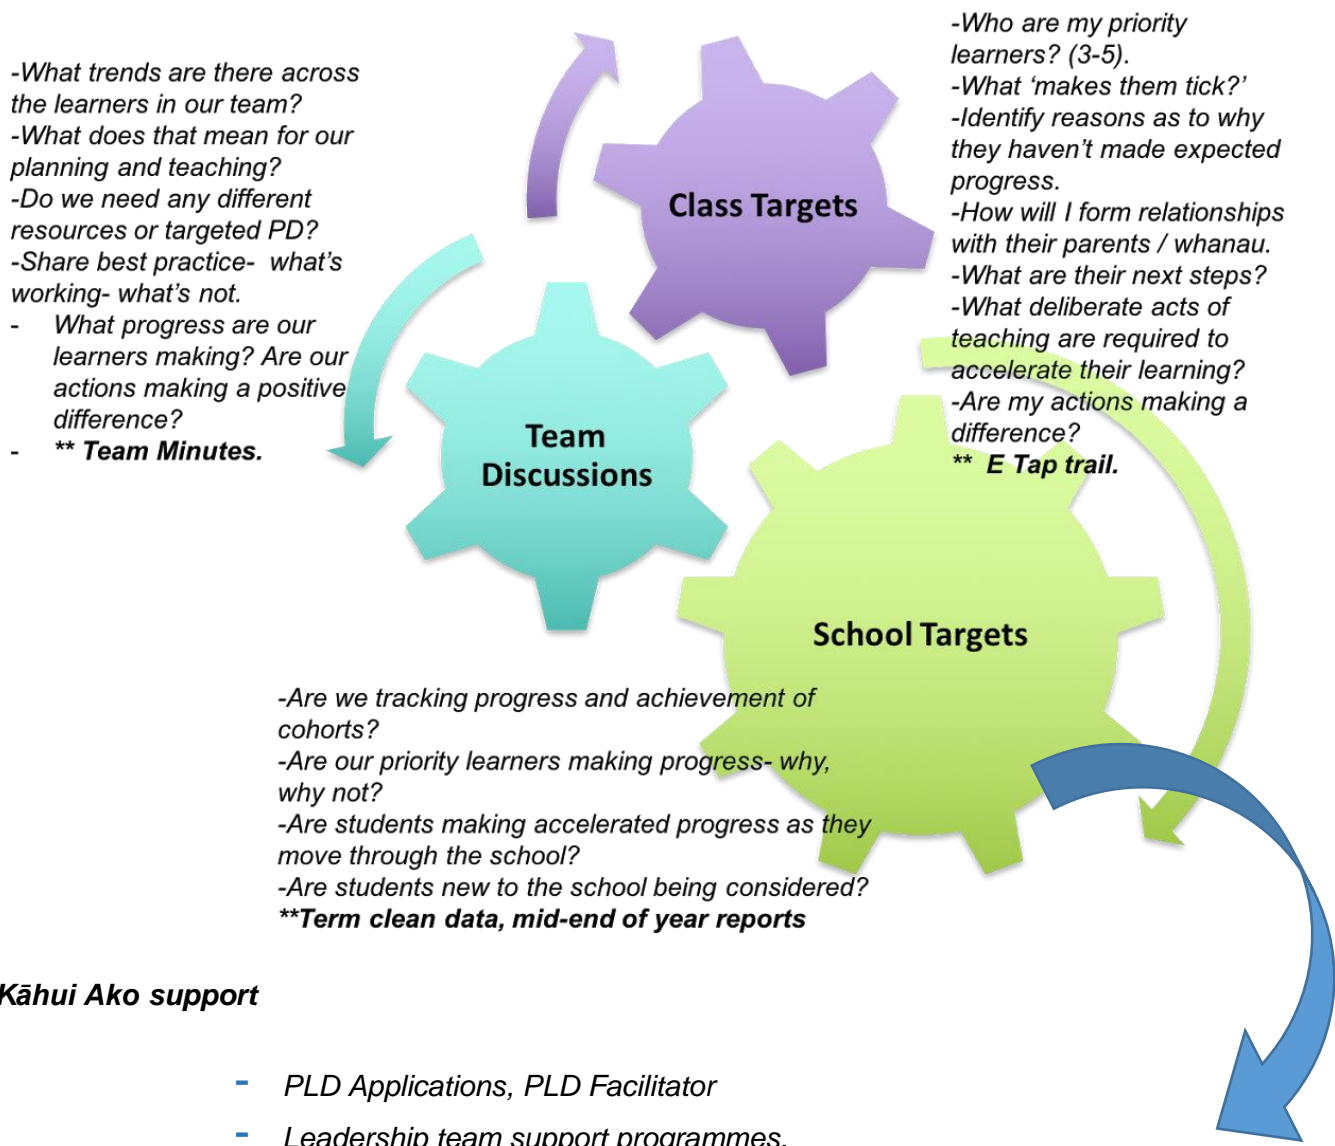 -What trends are there across
the learners in our team?
-What does that mean for our
planning and teaching?
-Do we need any different
resources or targeted PD?
-Share best practice-  what's
working- what's not.
-   What progress are our
learners making? Are our
actions making a positive
difference?
-   ** Team Minutes.
-Who are my priority
learners? (3-5).
-What ‘makes them tick?’
-Identify reasons as to why
they haven’t made expected
progress.
-How will I form relationships
with their parents / whanau.
-What are their next steps?
-What deliberate acts of
teaching are required to
accelerate their learning?
-Are my actions making a
difference?
**  E Tap trail.
Class Targets
Team
Discussions
School Targets
-Are we tracking progress and achievement of
cohorts?
-Are our priority learners making progress- why,
why not?
-Are students making accelerated progress as they
move through the school?
-Are students new to the school being considered?
**Term clean data, mid-end of year reports
Kāhui Ako support
-   PLD Applications, PLD Facilitator
-   Leadership team support programmes.